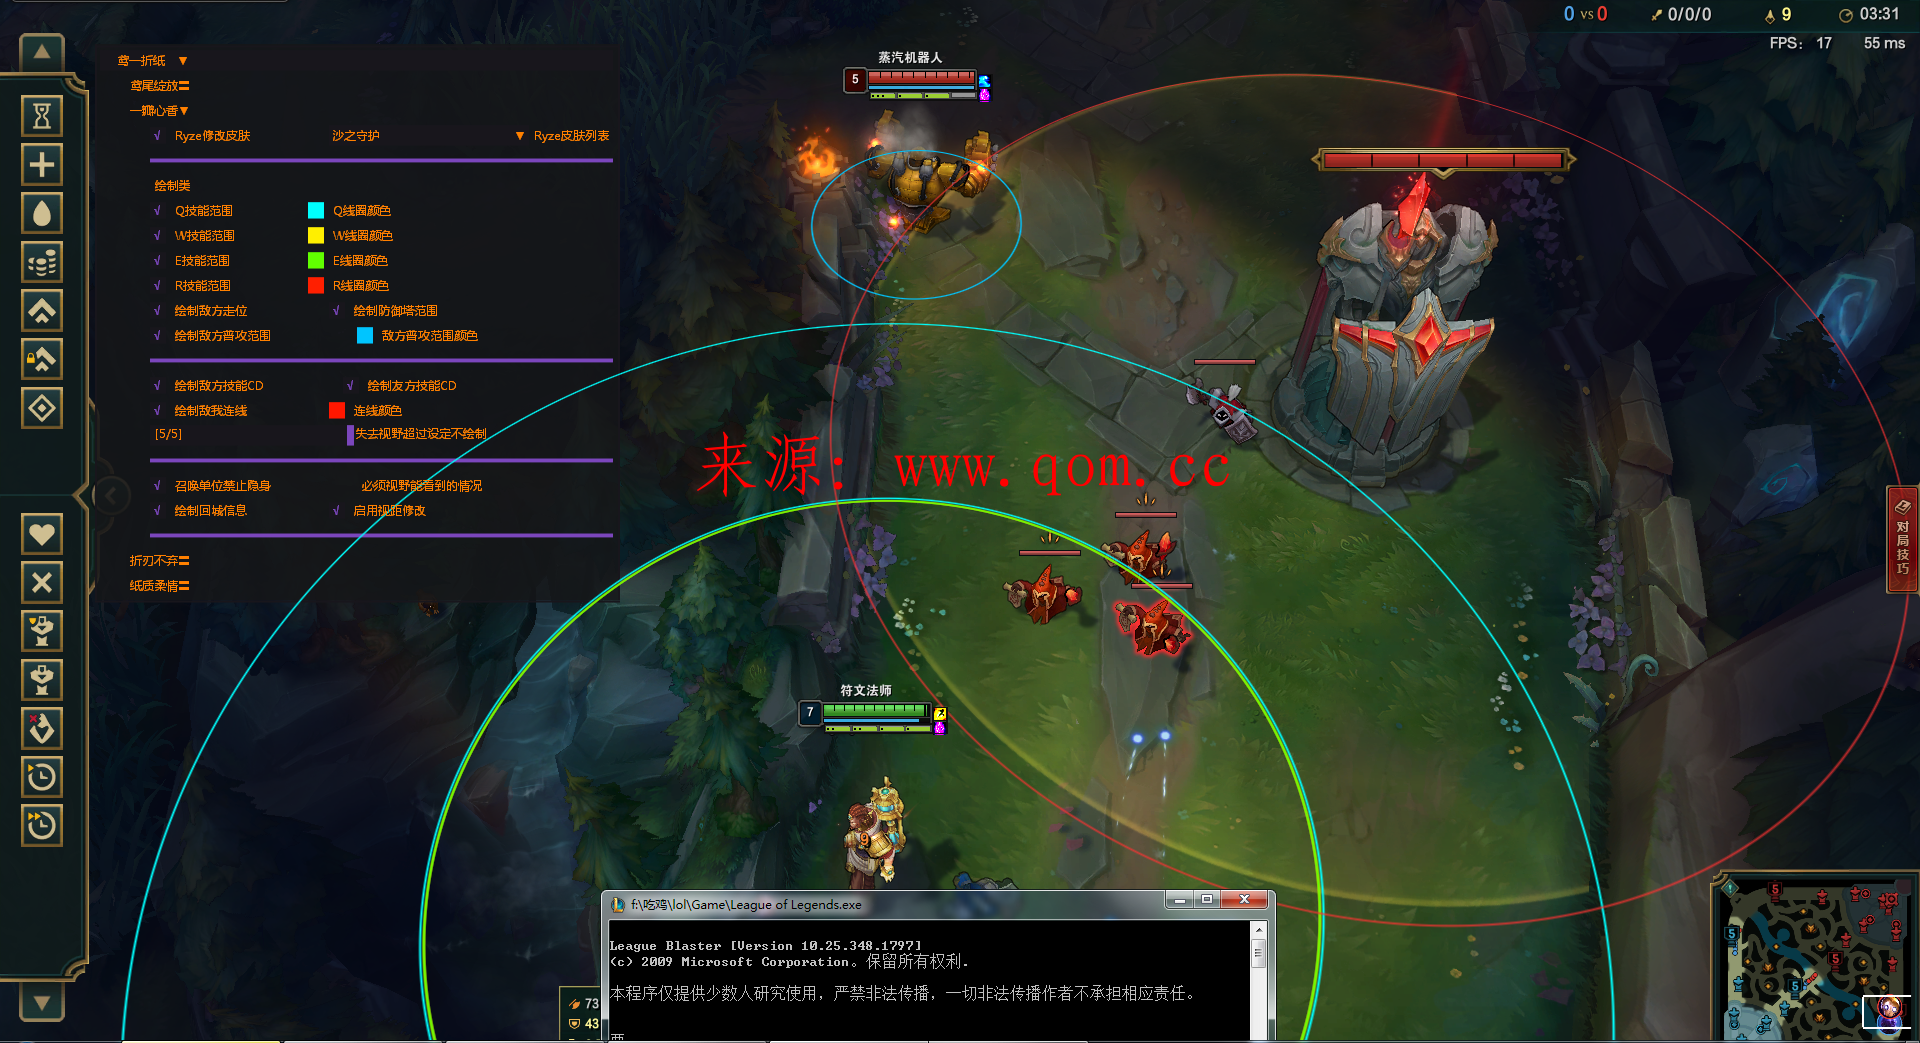 0 vs 0 0/0/0 9 03:31
FPS: 17 55 ms
鸢一折纸 ▼
鸢尾绽放
一瓣心香▼
√ Ryze修改皮肤 沙之守护 ▼ Ryze皮肤列表
绘制类
√ Q技能范围 Q线圈颜色
√ W技能范围 W线圈颜色
√ E技能范围 E线圈颜色
√ R技能范围 R线圈颜色
√ 绘制敌方走位 √ 绘制防御塔范围
√ 绘制敌方普攻范围 敌方普攻范围颜色
√ 绘制敌方技能CD √ 绘制友方技能CD
√ 绘制敌我连线 连线颜色
[5/5] 失去视野超过设定不绘制
√ 召唤单位禁止隐身 必须视野能看到的情况
√ 绘制回城信息 √ 启用视距修改
折刃不弃
纸质柔情
蒸汽机器人
5
来源: www.qom.cc
对局技巧
符文法师
7
9
f:\吃鸡\lol\Game\League of Legends.exe
League Blaster [Version 10.25.348.1797]
(c) 2009 Microsoft Corporation。保留所有权利.
本程序仅提供少数人研究使用，严禁非法传播，一切非法传播作者不承担相应责任。
73
43
5
5
5
5